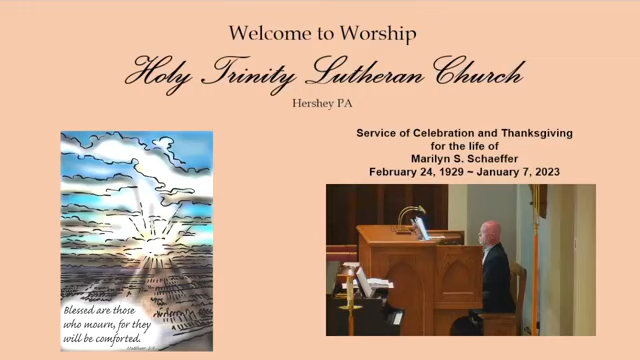 Welcome to Worship
Holy Trinity Lutheran Church
Hershey PA
Service of Celebration and Thanksgiving
for the life of
Marilyn S. Schaeffer
February 24, 1929 ~ January 7, 2023
Blessed are those
who mourn, for they
will be comforted.